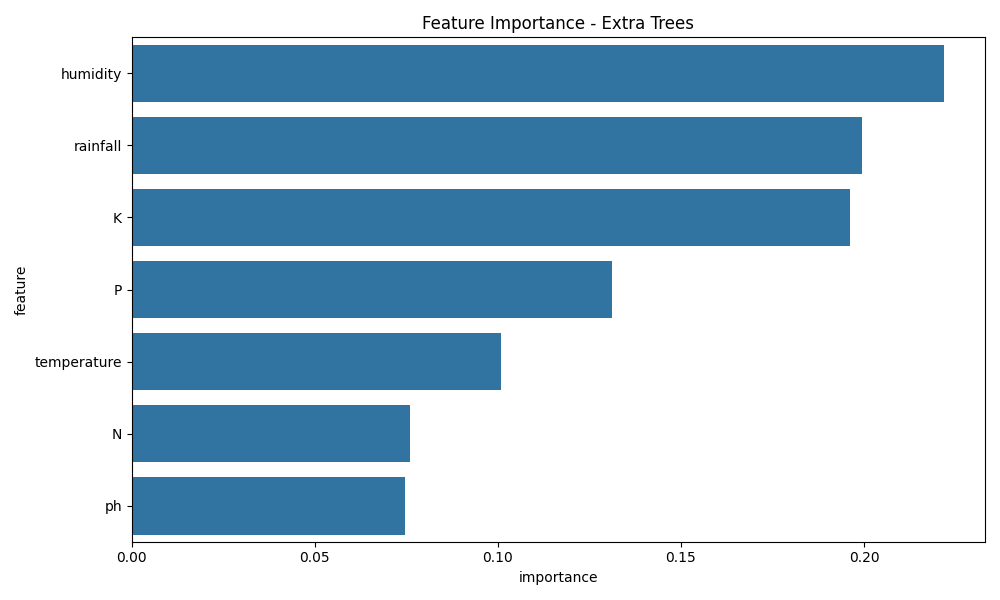 Feature Importance - Extra Trees
humidity
rainfall
K
P
temperature
N
ph
feature
0.00 0.05 0.10 0.15 0.20
importance